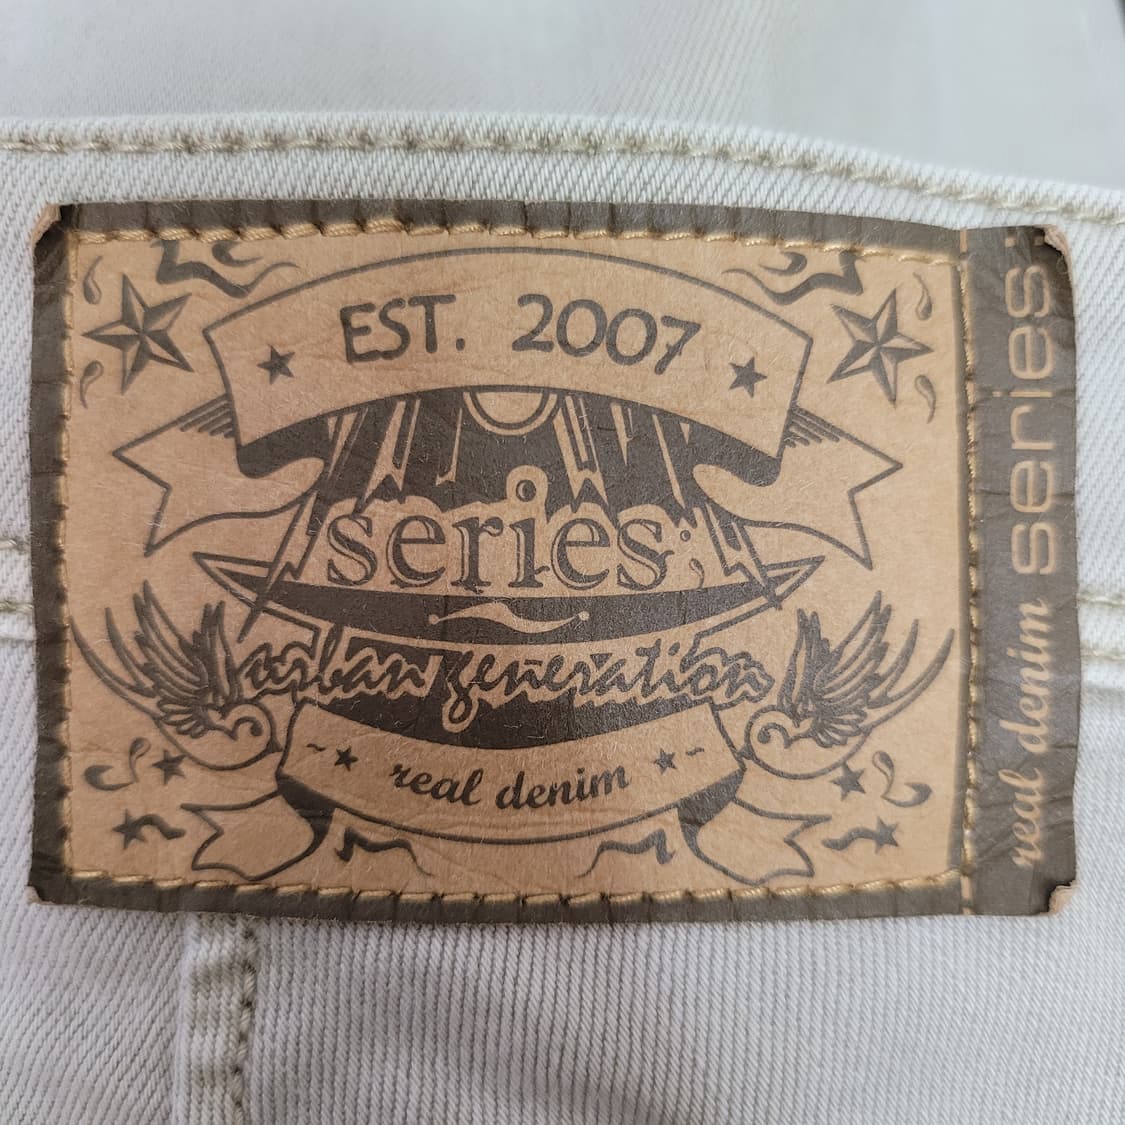 EST. 2007
series;
urban generation
~ ★ real denim ★ ~
real denim series;